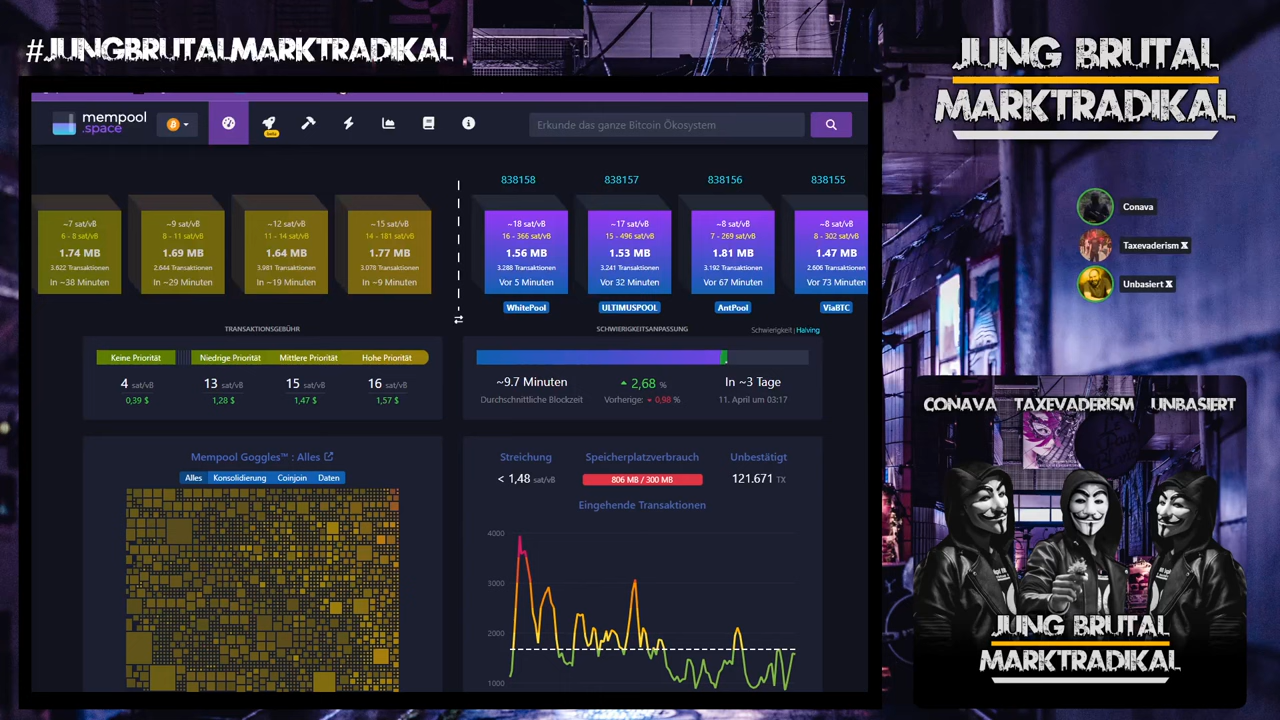 #JUNGBRUTALMARKTRADIKAL
JUNG BRUTAL
MARKTRADIKAL
mempool
.space
beta
Erkunde das ganze Bitcoin Ökosystem
838158
838157
838156
838155
~7 sat/vB
6 - 8 sat/vB
1.74 MB
3.622 Transaktionen
In ~38 Minuten
~9 sat/vB
8 - 11 sat/vB
1.69 MB
2.644 Transaktionen
In ~29 Minuten
~12 sat/vB
11 - 14 sat/vB
1.64 MB
3.981 Transaktionen
In ~19 Minuten
~15 sat/vB
14 - 181 sat/vB
1.77 MB
3.078 Transaktionen
In ~9 Minuten
~18 sat/vB
16 - 366 sat/vB
1.56 MB
3.288 Transaktionen
Vor 5 Minuten
WhitePool
~17 sat/vB
15 - 496 sat/vB
1.53 MB
3.241 Transaktionen
Vor 32 Minuten
ULTIMUSPOOL
~8 sat/vB
7 - 269 sat/vB
1.81 MB
3.192 Transaktionen
Vor 67 Minuten
AntPool
~8 sat/vB
8 - 302 sat/vB
1.47 MB
2.606 Transaktionen
Vor 73 Minuten
ViaBTC
TRANSAKTIONSGEBÜHR
Keine Priorität
Niedrige Priorität
Mittlere Priorität
Hohe Priorität
4 sat/vB
13 sat/vB
15 sat/vB
16 sat/vB
0,39 $
1,28 $
1,47 $
1,57 $
SCHWIERIGKEITSANPASSUNG
Schwierigkeit | Halving
~9.7 Minuten
2,68 %
In ~3 Tage
Durchschnittliche Blockzeit
Vorherige: 0,98 %
11. April um 03:17
Mempool Goggles™ : Alles
Alles
Konsolidierung
Coinjoin
Daten
Streichung
Speicherplatzverbrauch
Unbestätigt
< 1,48 sat/vB
806 MB / 300 MB
121.671 TX
Eingehende Transaktionen
4000
3000
2000
1000
Conava
Taxevaderism X
Unbasiert X
CONAVA
TAXEVADERISM
UNBASIERT
JUNG BRUTAL
MARKTRADIKAL